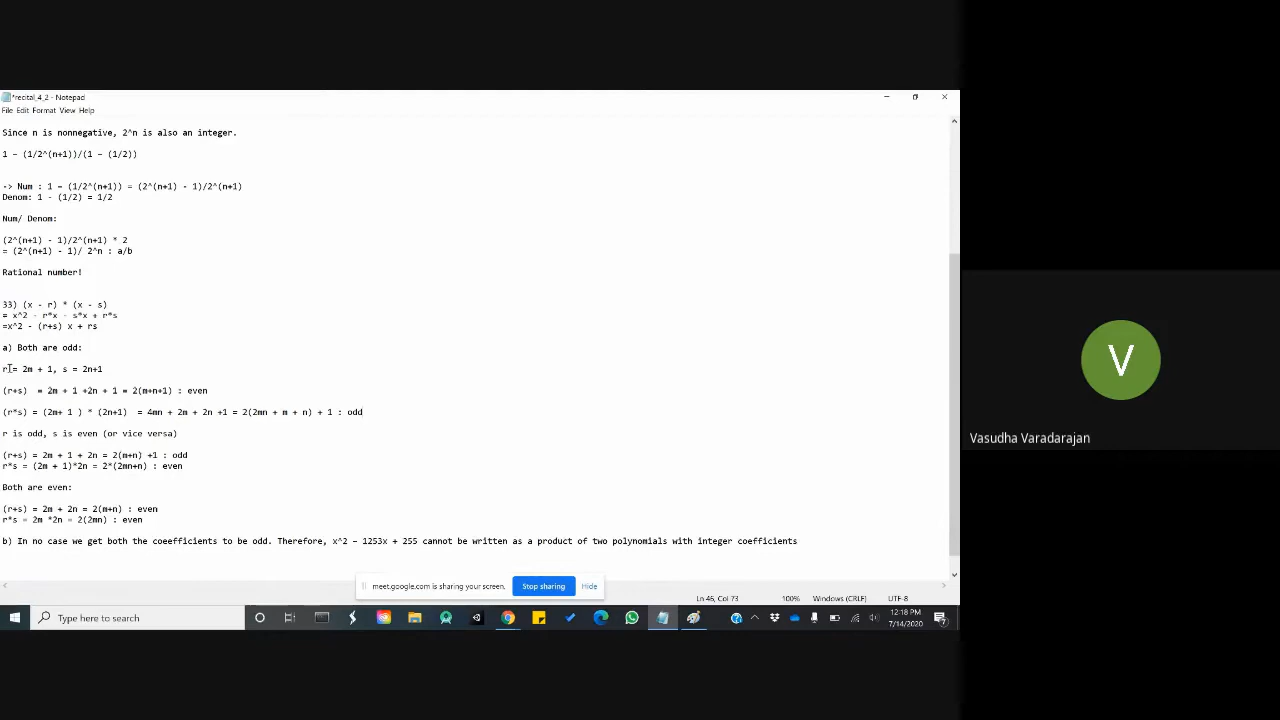 *recital_4_2 - Notepad
File Edit Format View Help
Since n is nonnegative, 2^n is also an integer.
1 - (1/2^(n+1))/(1 - (1/2))
-> Num : 1 - (1/2^(n+1)) = (2^(n+1) - 1)/2^(n+1)
Denom: 1 - (1/2) = 1/2
Num/ Denom:
(2^(n+1) - 1)/2^(n+1) * 2
= (2^(n+1) - 1)/ 2^n : a/b
Rational number!
33) (x - r) * (x - s)
= x^2 - r*x - s*x + r*s
=x^2 - (r+s) x + rs
a) Both are odd:
r = 2m + 1, s = 2n+1
(r+s)  = 2m + 1 +2n + 1 = 2(m+n+1) : even
(r*s) = (2m+ 1 ) * (2n+1)  = 4mn + 2m + 2n +1 = 2(2mn + m + n) + 1 : odd
r is odd, s is even (or vice versa)
(r+s) = 2m + 1 + 2n = 2(m+n) +1 : odd
r*s = (2m + 1)*2n = 2*(2mn+n) : even
Both are even:
(r+s) = 2m + 2n = 2(m+n) : even
r*s = 2m *2n = 2(2mn) : even
b) In no case we get both the coeefficients to be odd. Therefore, x^2 - 1253x + 255 cannot be written as a product of two polynomials with integer coefficients
meet.google.com is sharing your screen.
Stop sharing
Hide
Ln 46, Col 73
100%
Windows (CRLF)
UTF-8
Type here to search
12:18 PM
7/14/2020
V
Vasudha Varadarajan